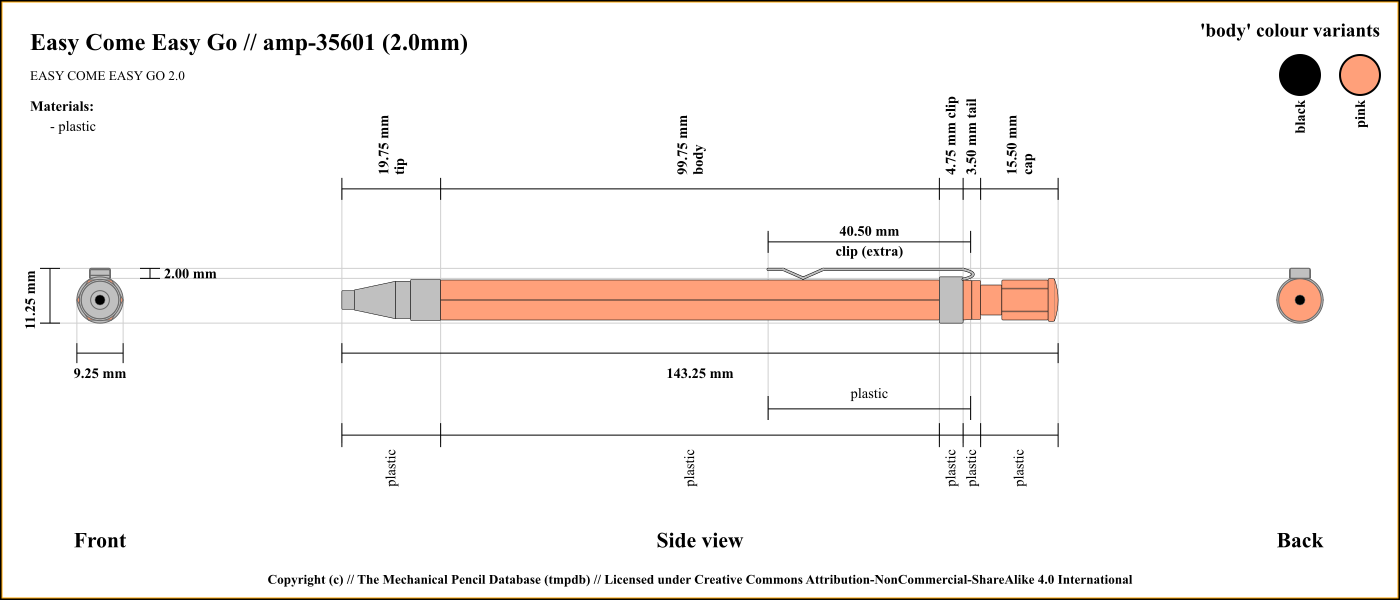 Easy Come Easy Go // amp-35601 (2.0mm)
'body' colour variants
EASY COME EASY GO 2.0
Materials:
- plastic
black
pink
19.75 mm
tip
99.75 mm
body
4.75 mm clip
3.50 mm tail
15.50 mm
cap
40.50 mm
clip (extra)
2.00 mm
11.25 mm
9.25 mm
143.25 mm
plastic
plastic
plastic
plastic
plastic
plastic
Front
Side view
Back
Copyright (c) // The Mechanical Pencil Database (tmpdb) // Licensed under Creative Commons Attribution-NonCommercial-ShareAlike 4.0 International